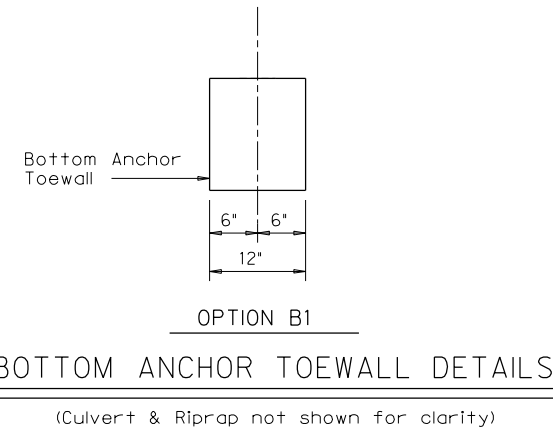 Bottom Anchor
Toewall
6" 6"
12"
OPTION B1
BOTTOM ANCHOR TOEWALL DETAILS
(Culvert & Riprap not shown for clarity)